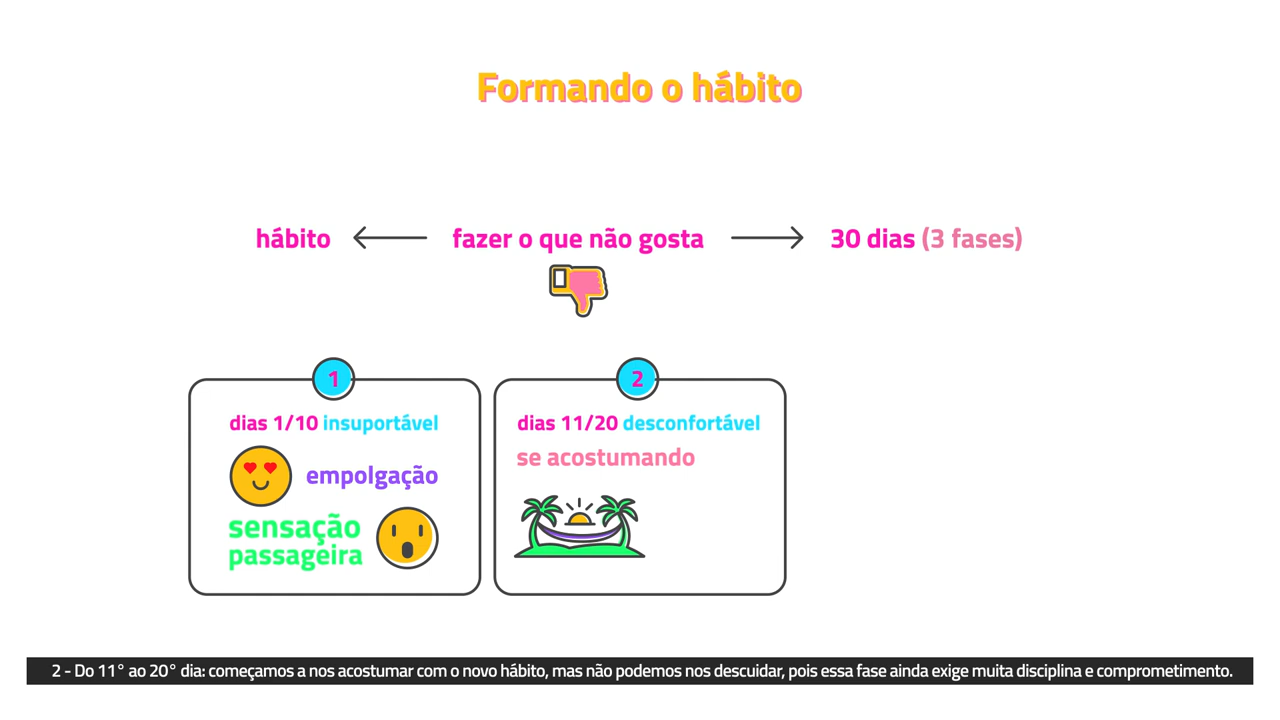 Formando o hábito
hábito
fazer o que não gosta
30 dias (3 fases)
1
dias 1/10 insuportável
empolgação
sensação
passageira
2
dias 11/20 desconfortável
se acostumando
2 - Do 11° ao 20° dia: começamos a nos acostumar com o novo hábito, mas não podemos nos descuidar, pois essa fase ainda exige muita disciplina e comprometimento.